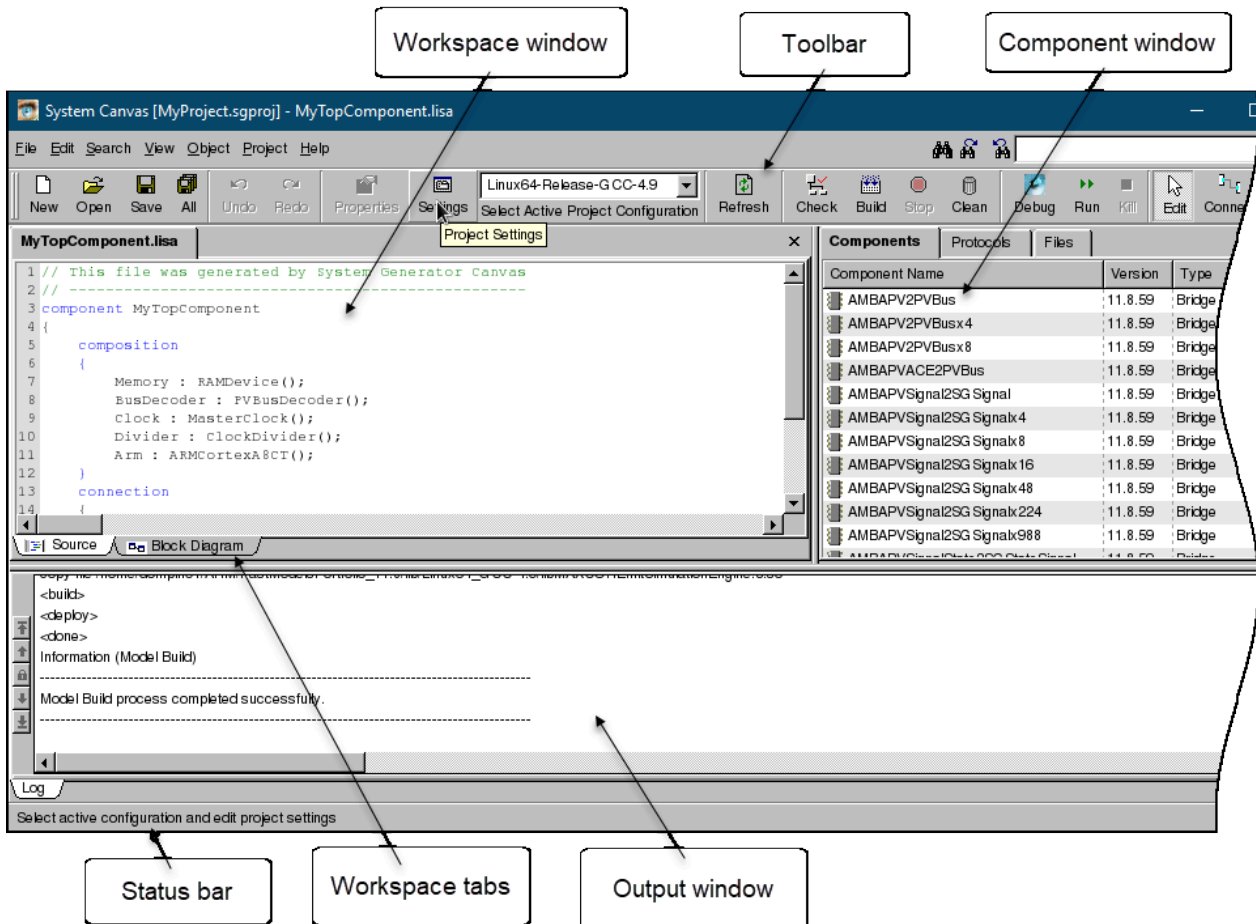 Workspace window
Toolbar
Component window
System Canvas [MyProject.sgproj] - MyTopComponent.lisa
File Edit Search View Object Project Help
Linux64-Release-GCC-4.9
New Open Save All Undo Redo Properties Settings Select Active Project Configuration Refresh Check Build Stop Clean Debug Run Kill Edit Conne
Project Settings
MyTopComponent.lisa
1 // This file was generated by System Generator Canvas
2 // --------------------------------------------------
3 component MyTopComponent
4 {
5 composition
6 {
7 Memory : RAMDevice();
8 BusDecoder : PVBusDecoder();
9 Clock : MasterClock();
10 Divider : ClockDivider();
11 Arm : ARMCortexA8CT();
12 }
13 connection
14 {
Source Block Diagram
Components Protocols Files
Component Name Version Type
AMBAPV2PVBus 11.8.59 Bridge
AMBAPV2PVBusx4 11.8.59 Bridge
AMBAPV2PVBusx8 11.8.59 Bridge
AMBAPVACE2PVBus 11.8.59 Bridge
AMBAPVSignal2SGSignal 11.8.59 Bridge
AMBAPVSignal2SGSignalx4 11.8.59 Bridge
AMBAPVSignal2SGSignalx8 11.8.59 Bridge
AMBAPVSignal2SGSignalx16 11.8.59 Bridge
AMBAPVSignal2SGSignalx48 11.8.59 Bridge
AMBAPVSignal2SGSignalx224 11.8.59 Bridge
AMBAPVSignal2SGSignalx988 11.8.59 Bridge
<build>
<deploy>
<done>
Information (Model Build)
--------------------------------------------------
Model Build process completed successfully.
--------------------------------------------------
Log
Select active configuration and edit project settings
Status bar
Workspace tabs
Output window